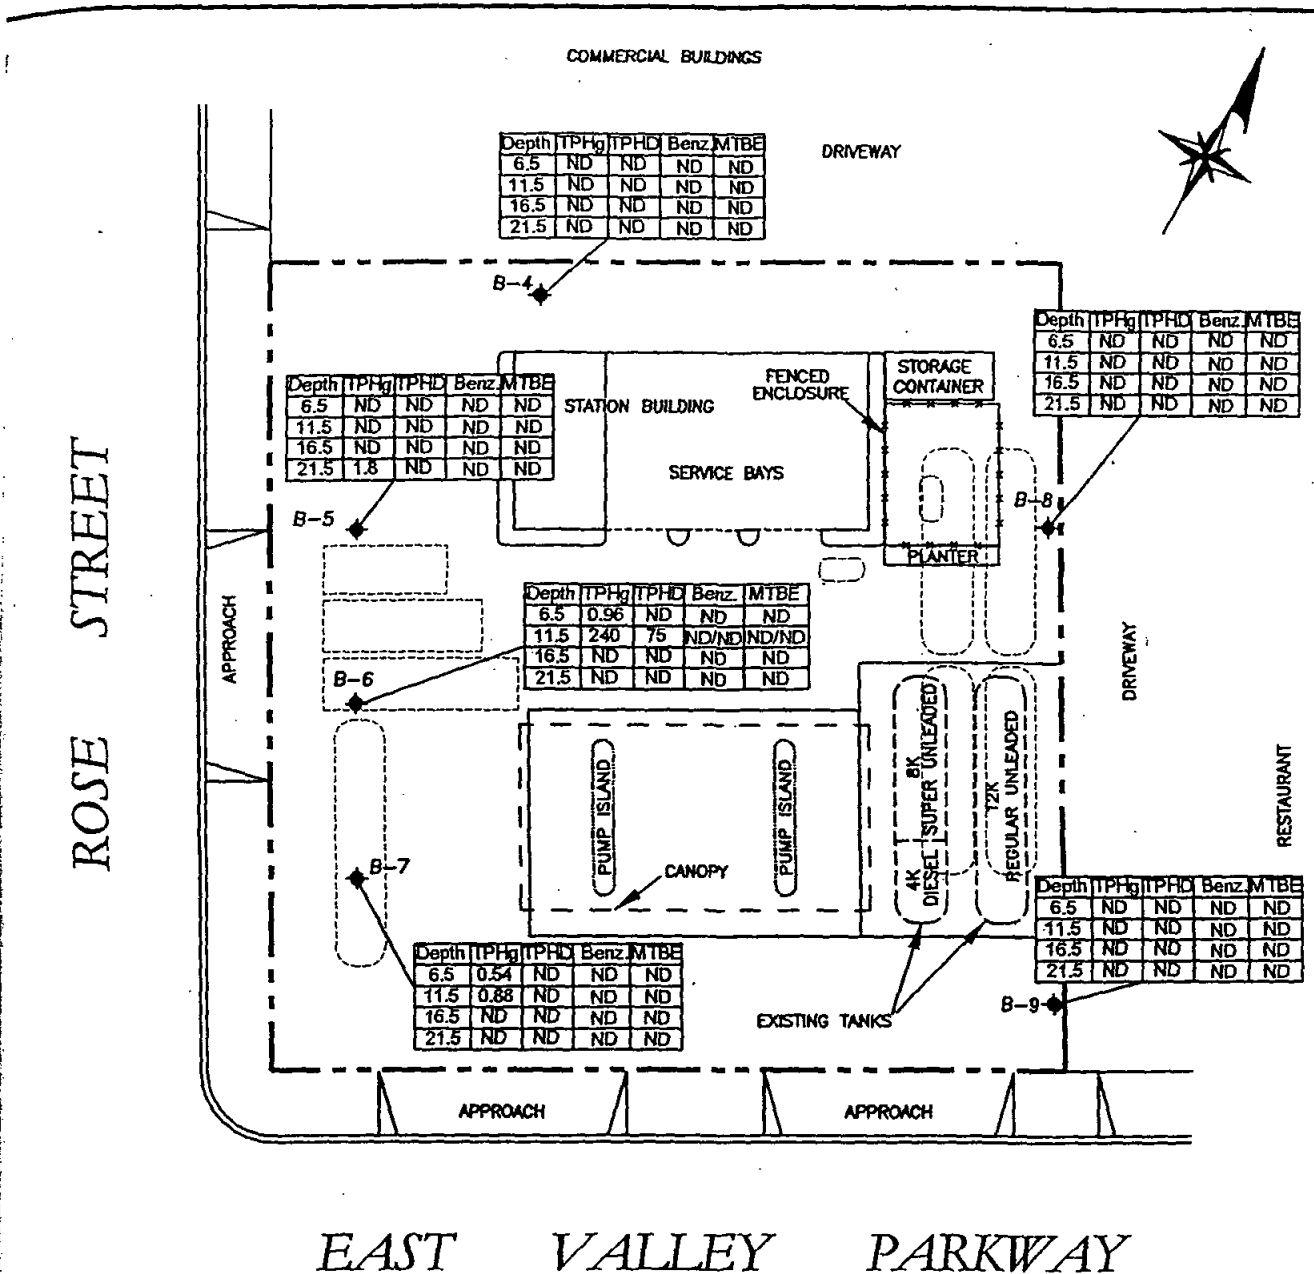 COMMERCIAL BUILDINGS
DRIVEWAY
Depth TPHg TPHD Benz. MTBE
6.5 ND ND ND ND
11.5 ND ND ND ND
16.5 ND ND ND ND
21.5 ND ND ND ND
B-4
Depth TPHg TPHD Benz. MTBE
6.5 ND ND ND ND
11.5 ND ND ND ND
16.5 ND ND ND ND
21.5 ND ND ND ND
B-8
STORAGE
CONTAINER
FENCED
ENCLOSURE
STATION BUILDING
SERVICE BAYS
PLANTER
Depth TPHg TPHD Benz. MTBE
6.5 ND ND ND ND
11.5 ND ND ND ND
16.5 ND ND ND ND
21.5 1.8 ND ND ND
B-5
ROSE STREET
APPROACH
Depth TPHg TPHD Benz. MTBE
6.5 0.96 ND ND ND
11.5 240 75 ND/ND ND/ND
16.5 ND ND ND ND
21.5 ND ND ND ND
B-6
DRIVEWAY
RESTAURANT
PUMP ISLAND
PUMP ISLAND
CANOPY
8K
SUPER UNLEADED
4K
DIESEL
12K
REGULAR UNLEADED
B-7
Depth TPHg TPHD Benz. MTBE
6.5 0.54 ND ND ND
11.5 0.88 ND ND ND
16.5 ND ND ND ND
21.5 ND ND ND ND
Depth TPHg TPHD Benz. MTBE
6.5 ND ND ND ND
11.5 ND ND ND ND
16.5 ND ND ND ND
21.5 ND ND ND ND
B-9
EXISTING TANKS
APPROACH
APPROACH
EAST VALLEY PARKWAY